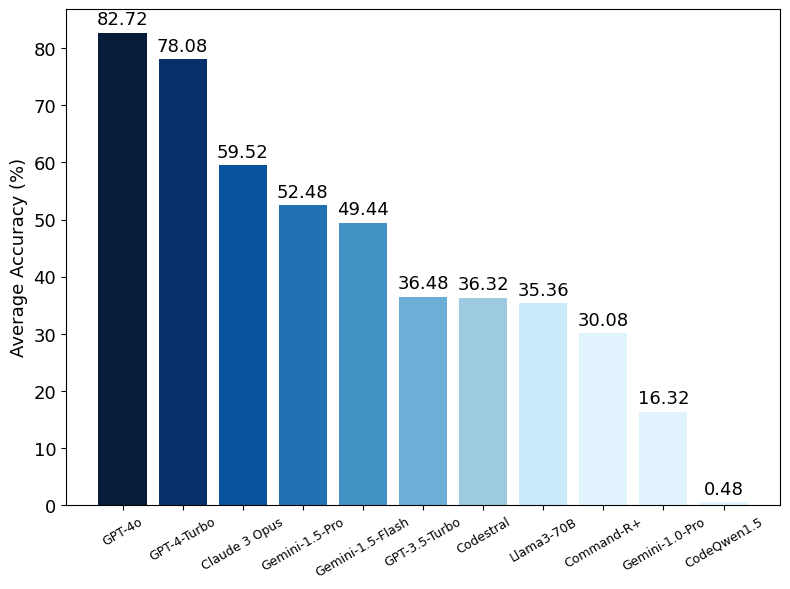 Average Accuracy (%)
80
70
60
50
40
30
20
10
0
82.72
78.08
59.52
52.48
49.44
36.48
36.32
35.36
30.08
16.32
0.48
GPT-4o
GPT-4-Turbo
Claude 3 Opus
Gemini-1.5-Pro
Gemini-1.5-Flash
GPT-3.5-Turbo
Codestral
Llama3-70B
Command-R+
Gemini-1.0-Pro
CodeQwen1.5